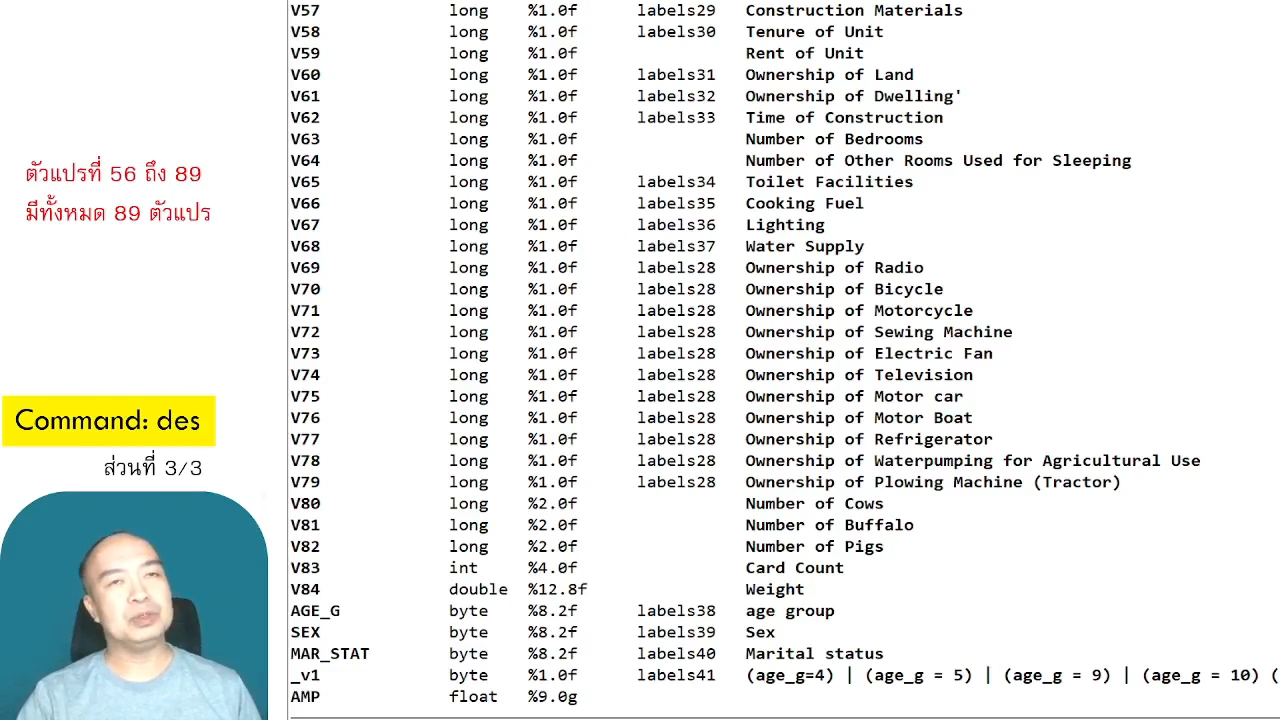 V57 long %1.0f labels29 Construction Materials
V58 long %1.0f labels30 Tenure of Unit
V59 long %1.0f Rent of Unit
V60 long %1.0f labels31 Ownership of Land
V61 long %1.0f labels32 Ownership of Dwelling'
V62 long %1.0f labels33 Time of Construction
V63 long %1.0f Number of Bedrooms
V64 long %1.0f Number of Other Rooms Used for Sleeping
V65 long %1.0f labels34 Toilet Facilities
V66 long %1.0f labels35 Cooking Fuel
V67 long %1.0f labels36 Lighting
V68 long %1.0f labels37 Water Supply
V69 long %1.0f labels28 Ownership of Radio
V70 long %1.0f labels28 Ownership of Bicycle
V71 long %1.0f labels28 Ownership of Motorcycle
V72 long %1.0f labels28 Ownership of Sewing Machine
V73 long %1.0f labels28 Ownership of Electric Fan
V74 long %1.0f labels28 Ownership of Television
V75 long %1.0f labels28 Ownership of Motor car
V76 long %1.0f labels28 Ownership of Motor Boat
V77 long %1.0f labels28 Ownership of Refrigerator
V78 long %1.0f labels28 Ownership of Waterpumping for Agricultural Use
V79 long %1.0f labels28 Ownership of Plowing Machine (Tractor)
V80 long %2.0f Number of Cows
V81 long %2.0f Number of Buffalo
V82 long %2.0f Number of Pigs
V83 int %4.0f Card Count
V84 double %12.8f Weight
AGE_G byte %8.2f labels38 age group
SEX byte %8.2f labels39 Sex
MAR_STAT byte %8.2f labels40 Marital status
_v1 byte %1.0f labels41 (age_g=4) | (age_g = 5) | (age_g = 9) | (age_g = 10) (
AMP float %9.0g
ตัวแปรที่ 56 ถึง 89
มีทั้งหมด 89 ตัวแปร
Command: des
ส่วนที่ 3/3